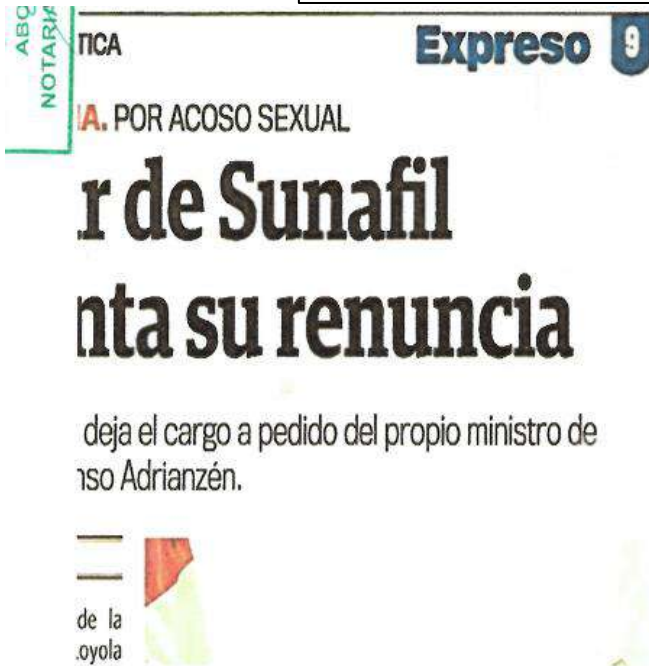 ABO
NOTARIA
TICA
Expreso 9
IA. POR ACOSO SEXUAL
r de Sunafil
nta su renuncia
deja el cargo a pedido del propio ministro de
nso Adrianzén.
de la
.oyola